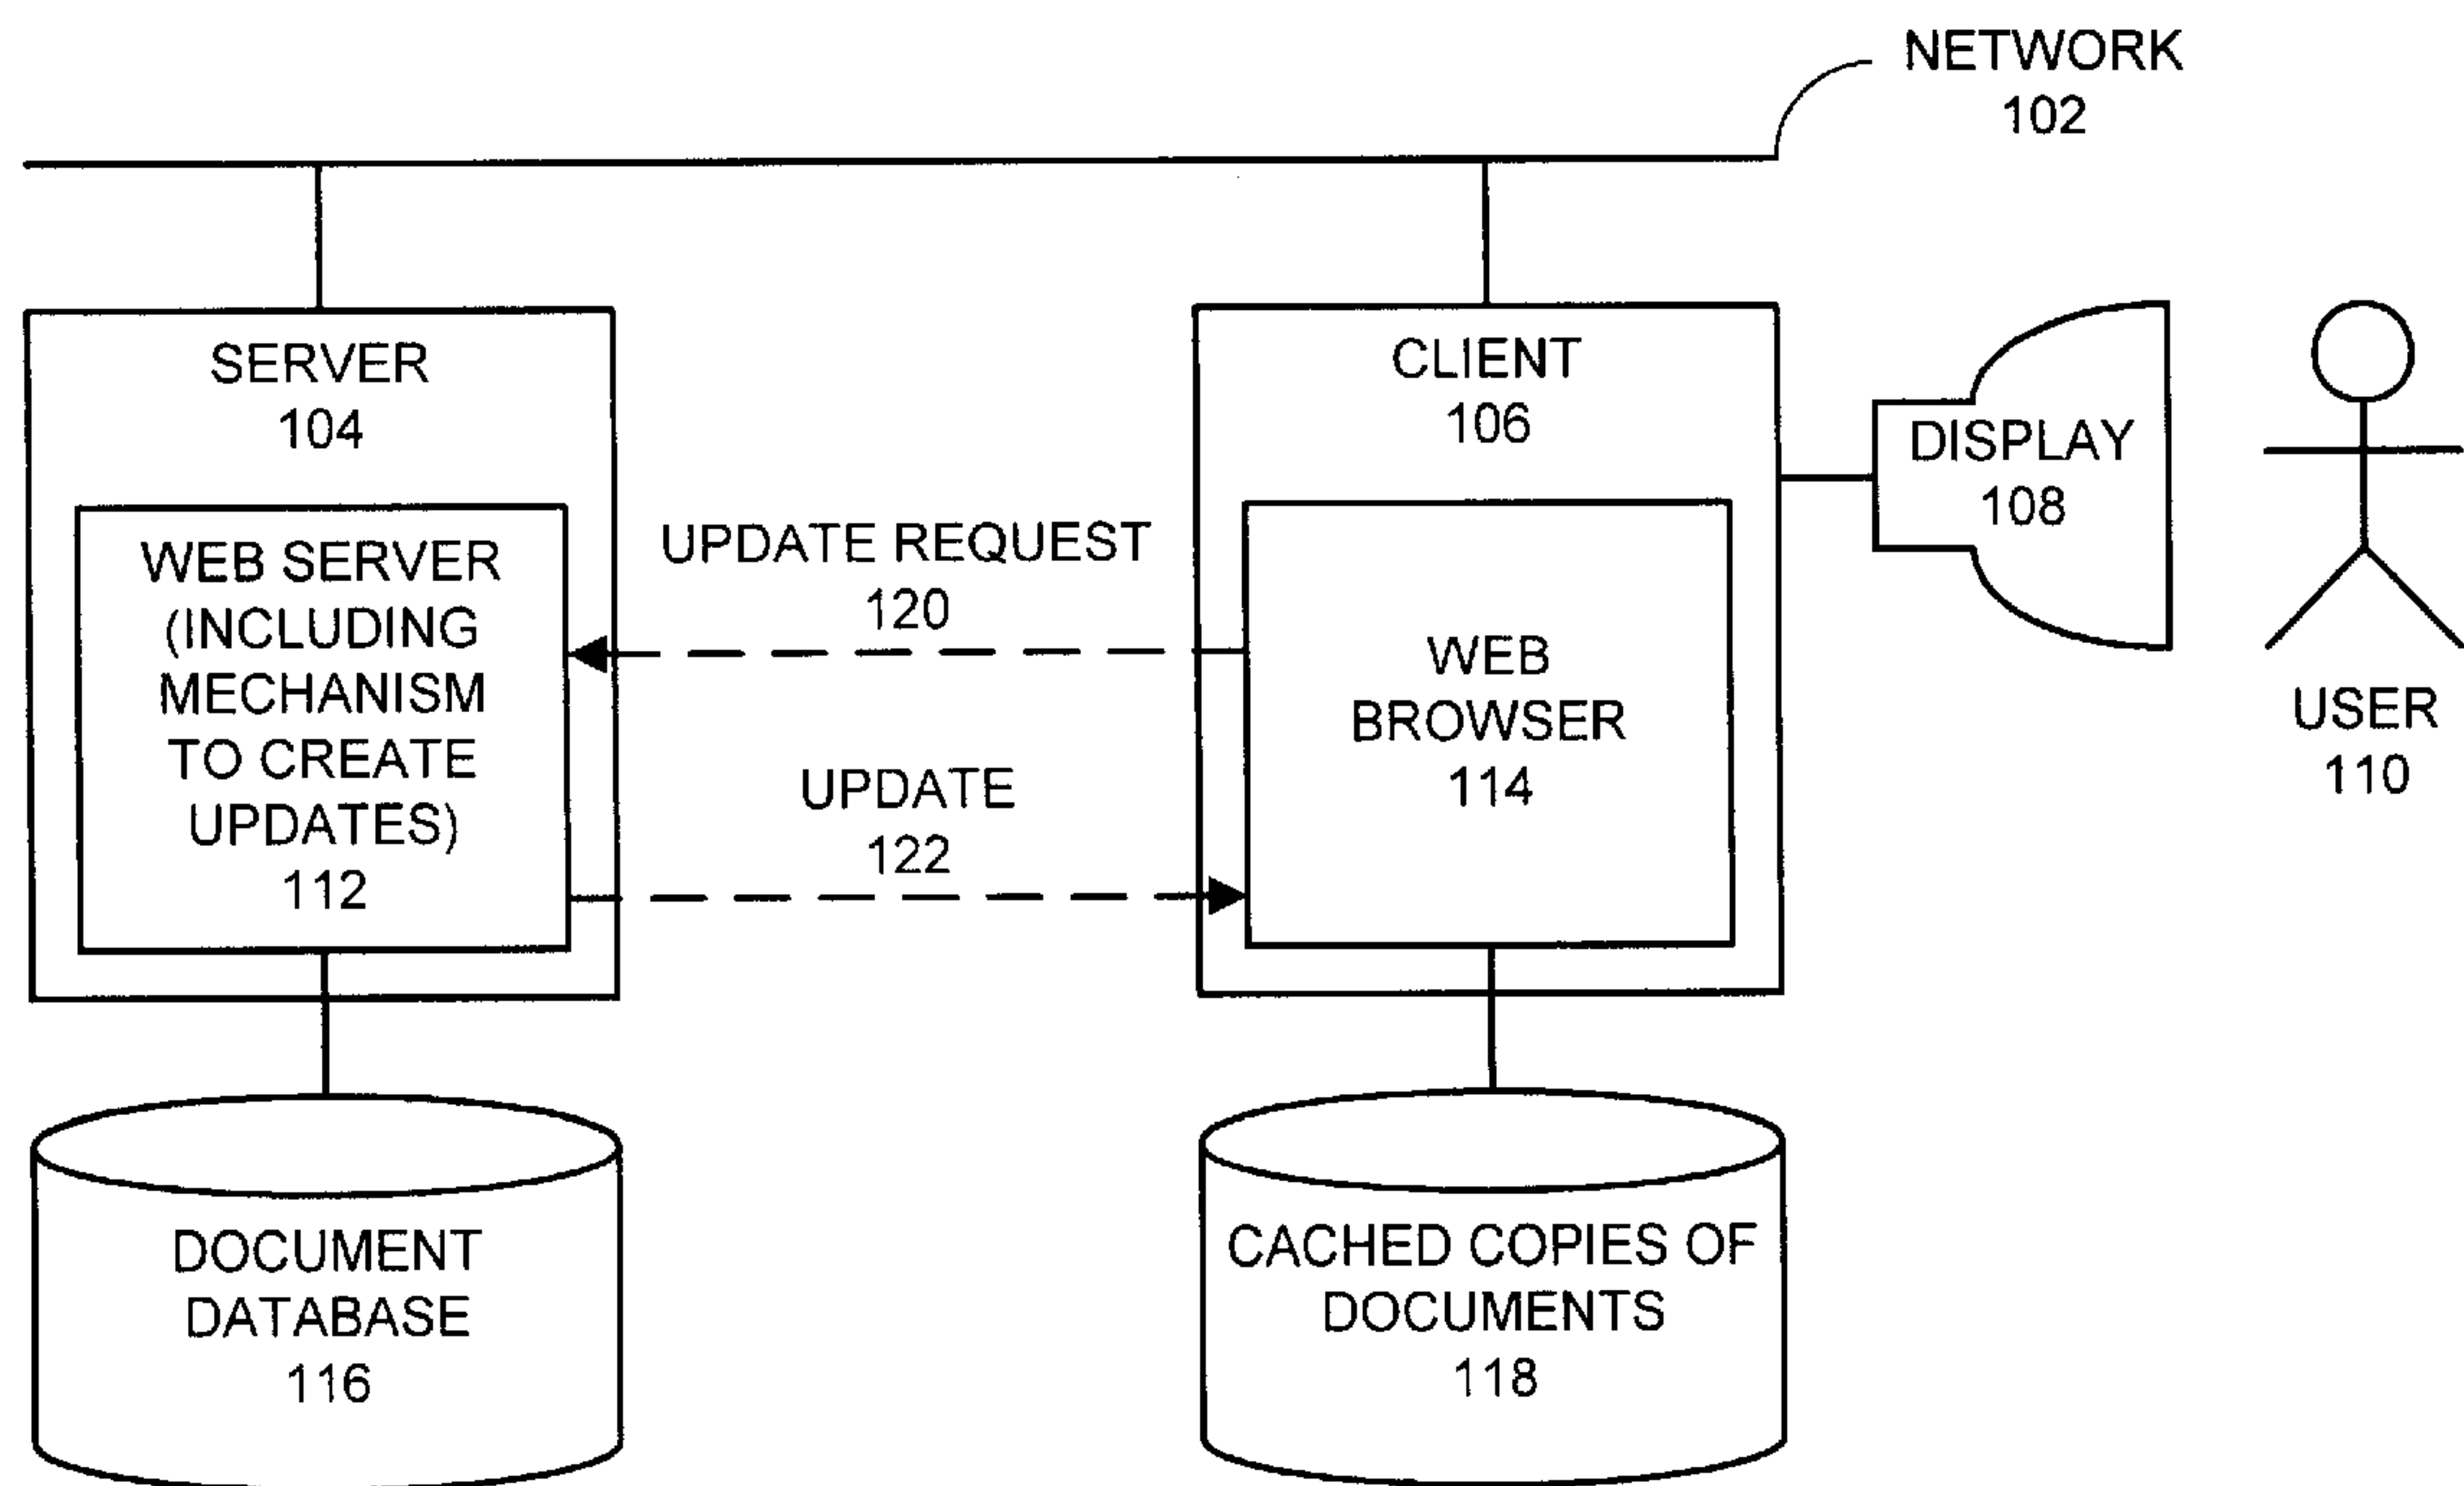 NETWORK
102
SERVER
104
WEB SERVER
(INCLUDING
MECHANISM
TO CREATE
UPDATES)
112
UPDATE REQUEST
120
UPDATE
122
CLIENT
106
WEB
BROWSER
114
DISPLAY
108
USER
110
DOCUMENT
DATABASE
116
CACHED COPIES OF
DOCUMENTS
118